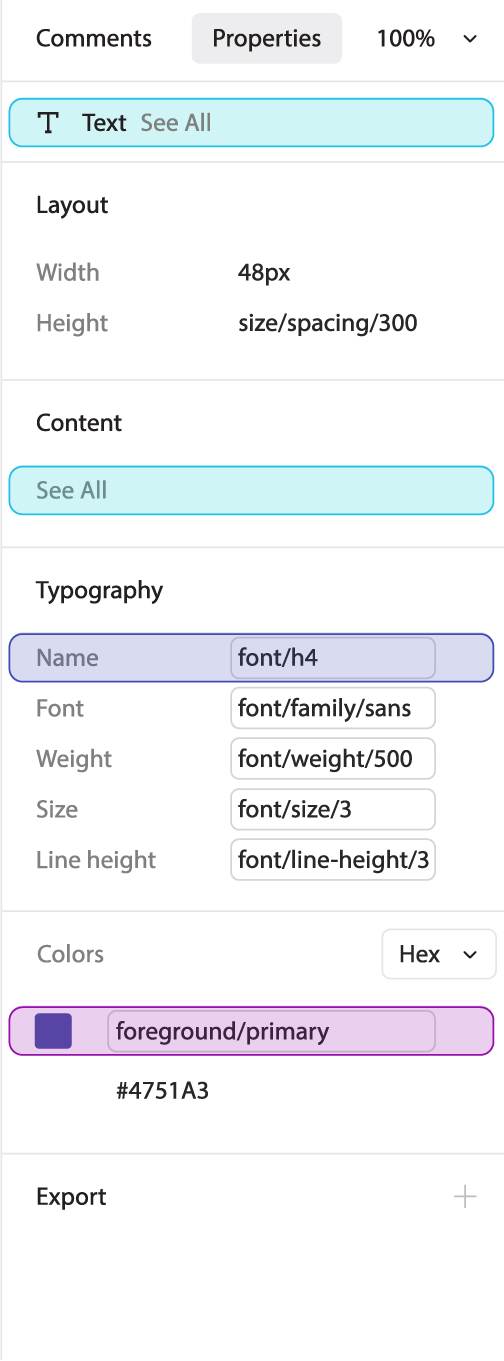 Comments Properties 100%
Text See All
Layout
Width 48px
Height size/spacing/300
Content
See All
Typography
Name font/h4
Font font/family/sans
Weight font/weight/500
Size font/size/3
Line height font/line-height/3
Colors Hex
foreground/primary
#4751A3
Export